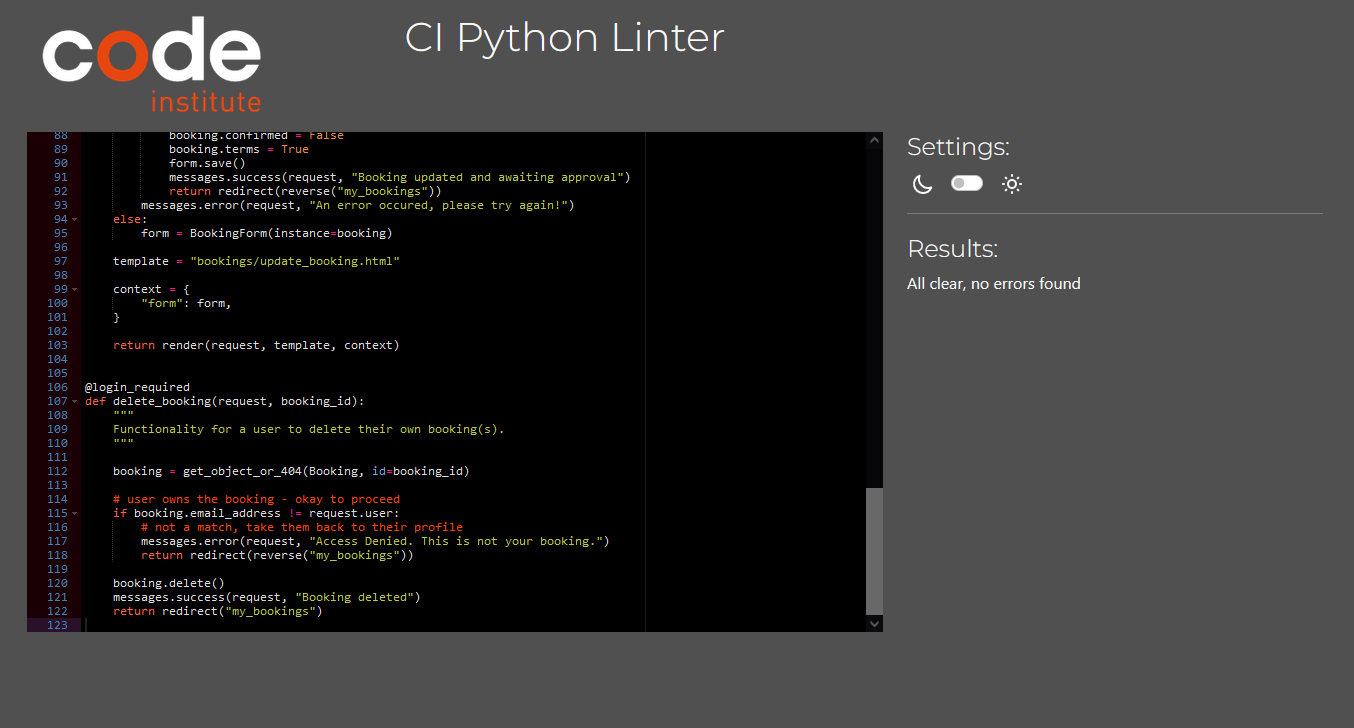 code
institute
CI Python Linter
88 booking.confirmed = False
89 booking.terms = True
90 form.save()
91 messages.success(request, "Booking updated and awaiting approval")
92 return redirect(reverse("my_bookings"))
93 messages.error(request, "An error occured, please try again!")
94 else:
95 form = BookingForm(instance=booking)
96
97 template = "bookings/update_booking.html"
98
99 context = {
100 "form": form,
101 }
102
103 return render(request, template, context)
104
105
106 @login_required
107 def delete_booking(request, booking_id):
108 """
109 Functionality for a user to delete their own booking(s).
110 """
111
112 booking = get_object_or_404(Booking, id=booking_id)
113
114 # user owns the booking - okay to proceed
115 if booking.email_address != request.user:
116 # not a match, take them back to their profile
117 messages.error(request, "Access Denied. This is not your booking.")
118 return redirect(reverse("my_bookings"))
119
120 booking.delete()
121 messages.success(request, "Booking deleted")
122 return redirect("my_bookings")
123
Settings:
Results:
All clear, no errors found